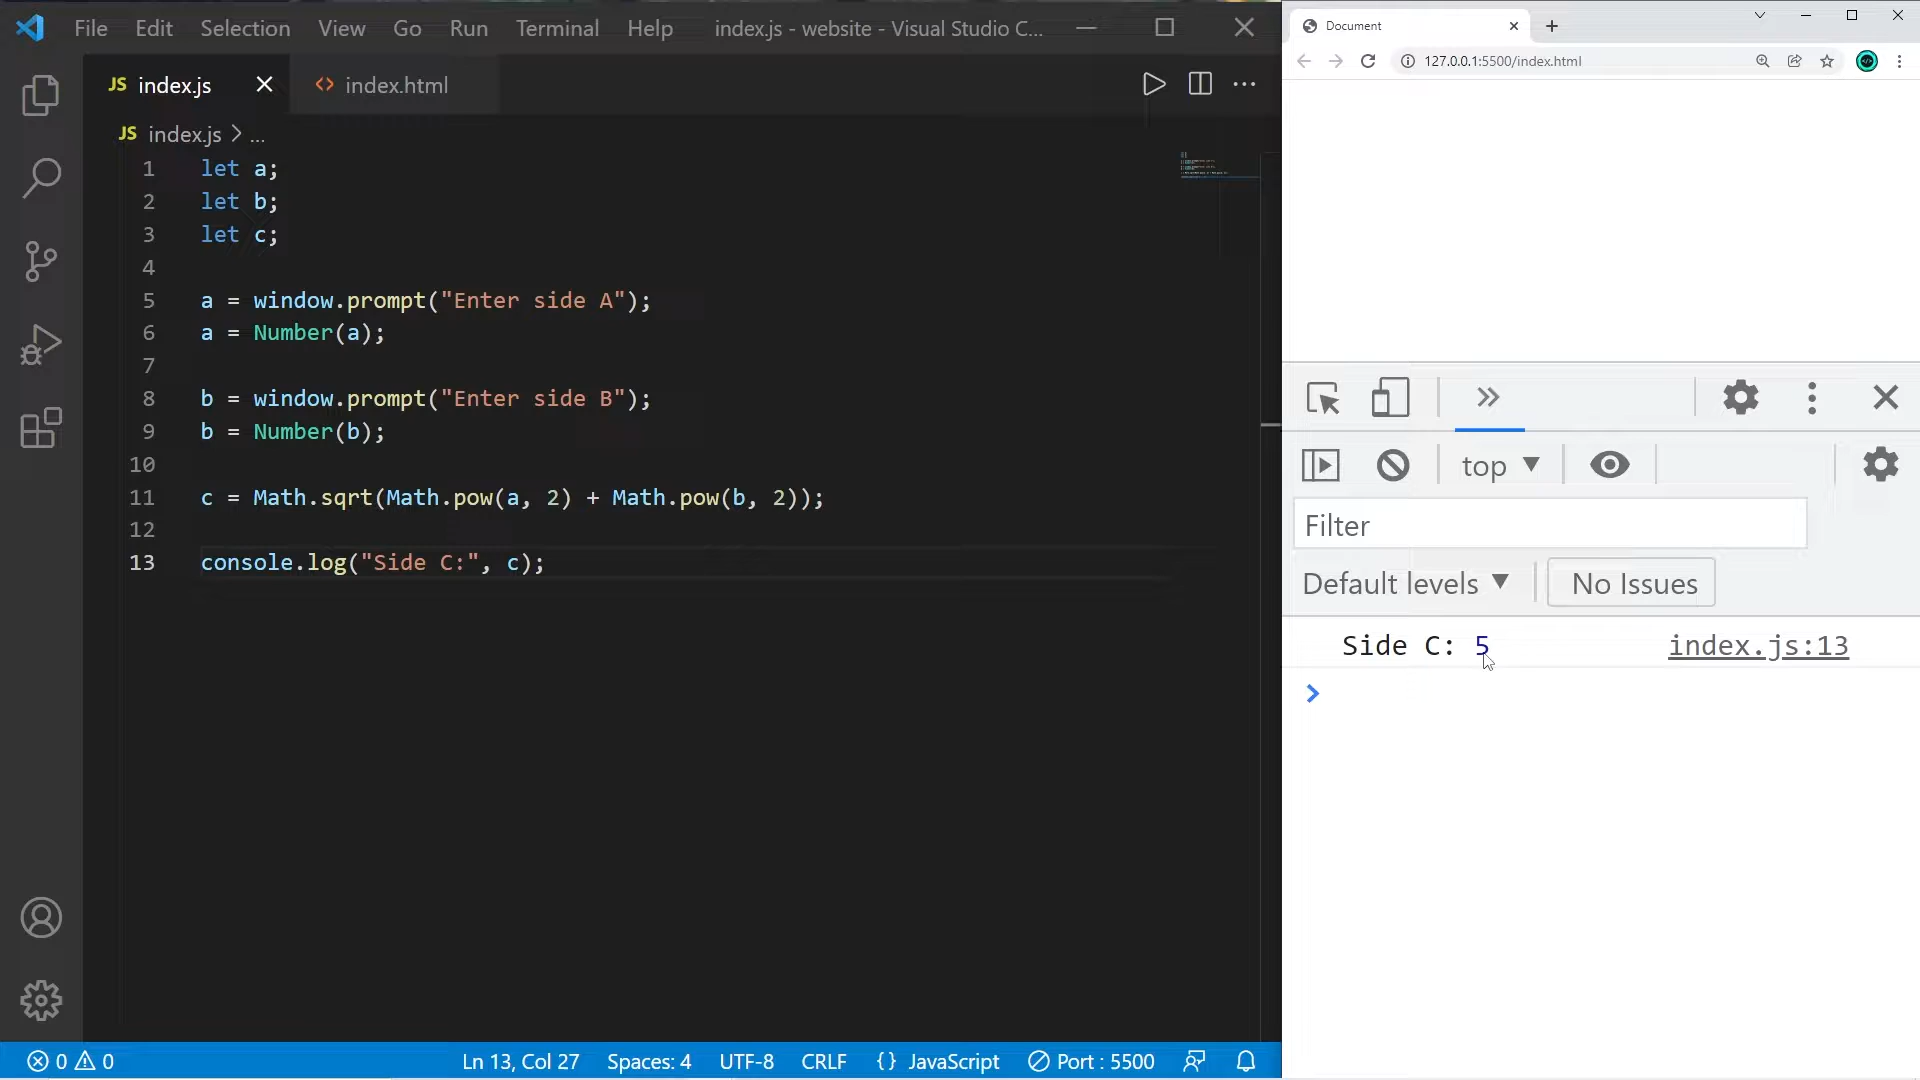 File Edit Selection View Go Run Terminal Help index.js - website - Visual Studio C...
JS index.js <> index.html
JS index.js > ...
1 let a;
2 let b;
3 let c;
4
5 a = window.prompt("Enter side A");
6 a = Number(a);
7
8 b = window.prompt("Enter side B");
9 b = Number(b);
10
11 c = Math.sqrt(Math.pow(a, 2) + Math.pow(b, 2));
12
13 console.log("Side C:", c);
0 0 Ln 13, Col 27 Spaces: 4 UTF-8 CRLF {} JavaScript Port : 5500
Document
127.0.0.1:5500/index.html
top
Filter
Default levels No Issues
Side C: 5 index.js:13